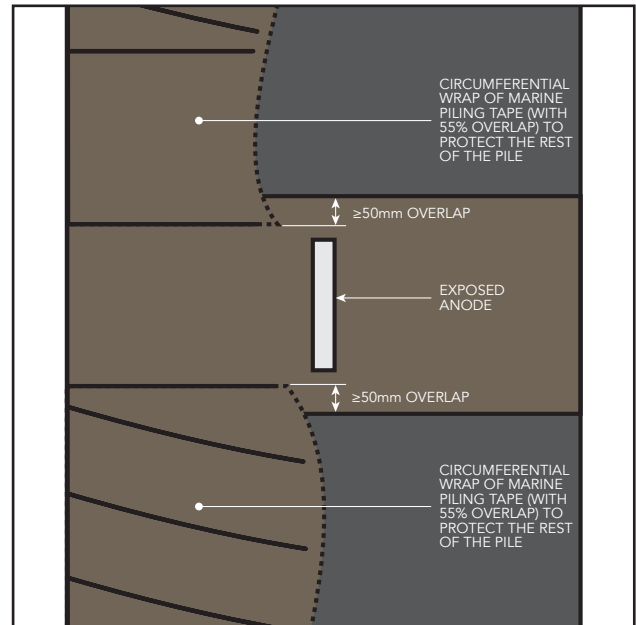 CIRCUMFERENTIAL
WRAP OF MARINE
PILING TAPE (WITH
55% OVERLAP) TO
PROTECT THE REST
OF THE PILE
≥50mm OVERLAP
EXPOSED
ANODE
≥50mm OVERLAP
CIRCUMFERENTIAL
WRAP OF MARINE
PILING TAPE (WITH
55% OVERLAP) TO
PROTECT THE REST
OF THE PILE